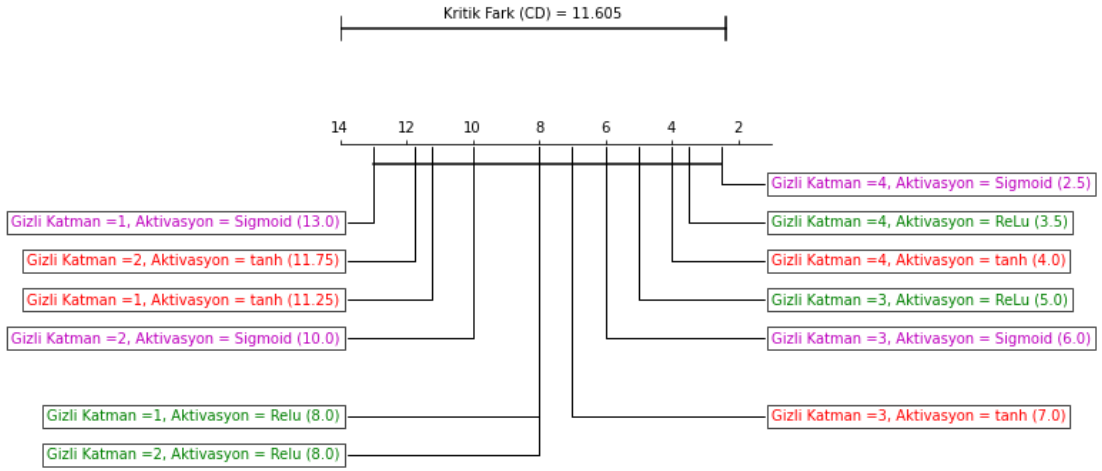 Kritik Fark (CD) = 11.605
14 12 10 8 6 4 2
Gizli Katman =4, Aktivasyon = Sigmoid (2.5)
Gizli Katman =1, Aktivasyon = Sigmoid (13.0)
Gizli Katman =4, Aktivasyon = ReLu (3.5)
Gizli Katman =2, Aktivasyon = tanh (11.75)
Gizli Katman =4, Aktivasyon = tanh (4.0)
Gizli Katman =1, Aktivasyon = tanh (11.25)
Gizli Katman =3, Aktivasyon = ReLu (5.0)
Gizli Katman =2, Aktivasyon = Sigmoid (10.0)
Gizli Katman =3, Aktivasyon = Sigmoid (6.0)
Gizli Katman =1, Aktivasyon = Relu (8.0)
Gizli Katman =3, Aktivasyon = tanh (7.0)
Gizli Katman =2, Aktivasyon = Relu (8.0)